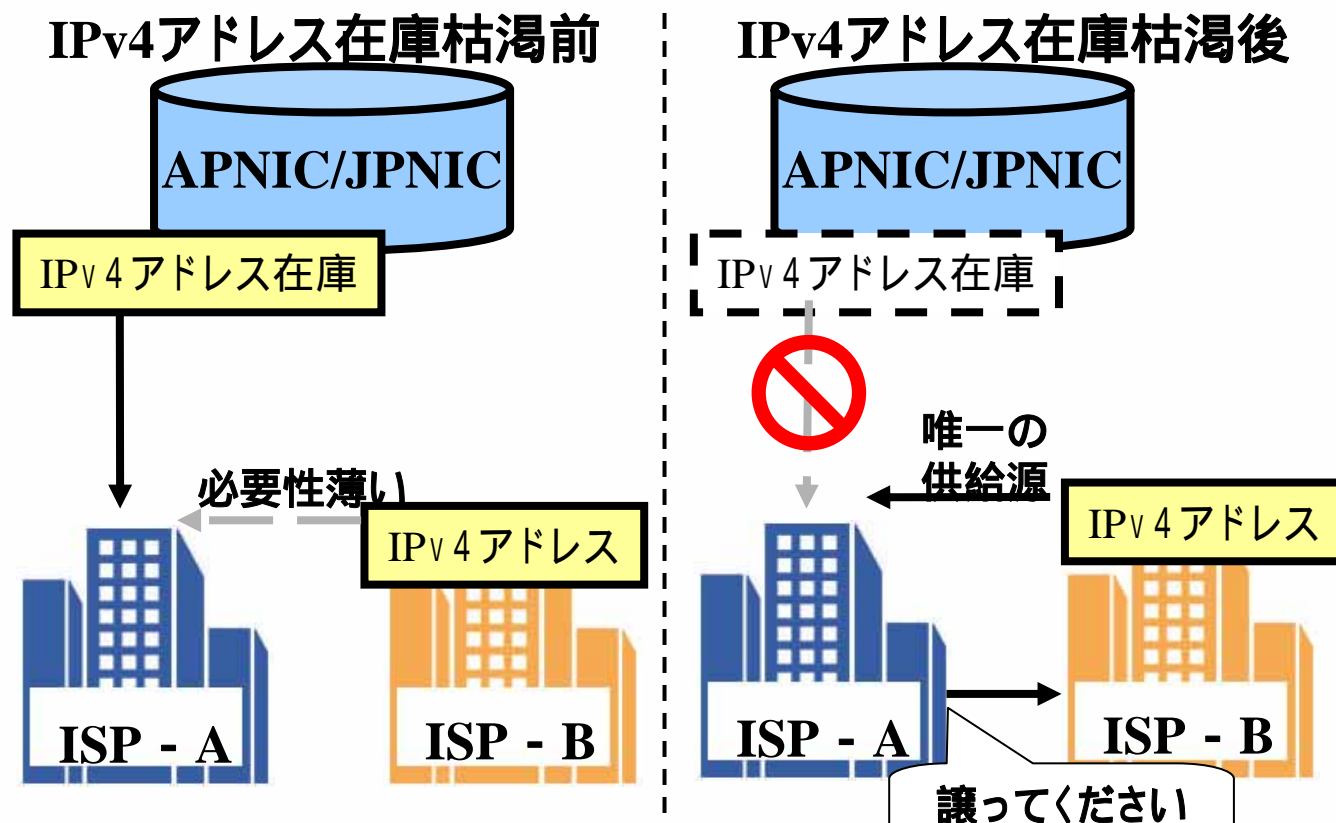 IPv4アドレス在庫枯渇前
APNIC/JPNIC
IPv4アドレス在庫
必要性薄い
IPv4アドレス
ISP - A
ISP - B
IPv4アドレス在庫枯渇後
APNIC/JPNIC
IPv4アドレス在庫
唯一の
供給源
IPv4アドレス
ISP - A
ISP - B
譲ってください